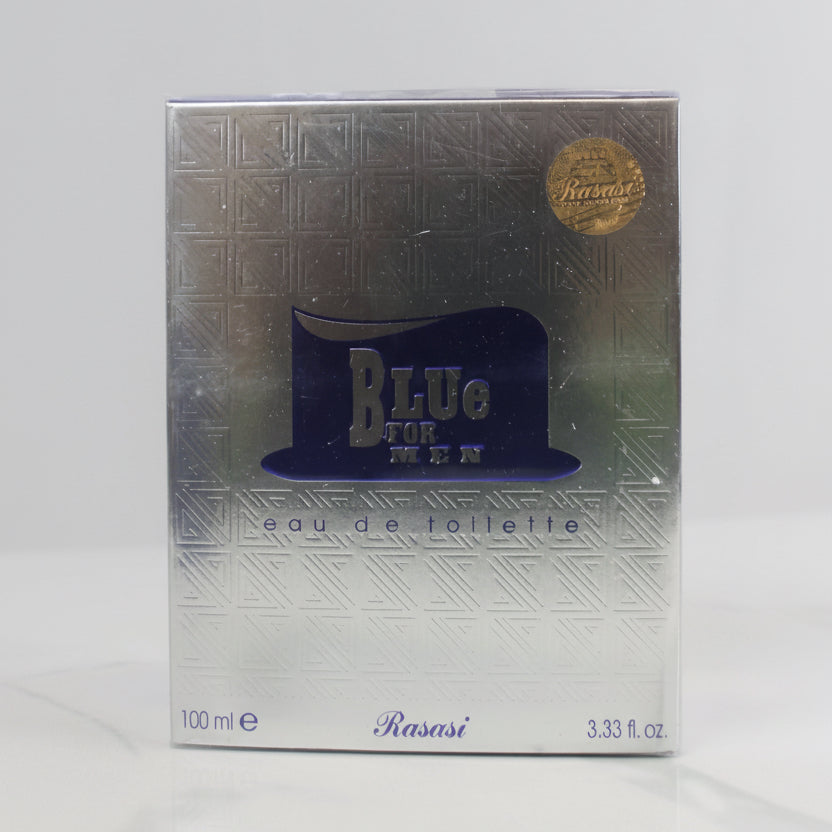 Rasasi
BLUe
FOR
MEN
eau de toilette
100 ml e
Rasasi
3.33 fl. oz.